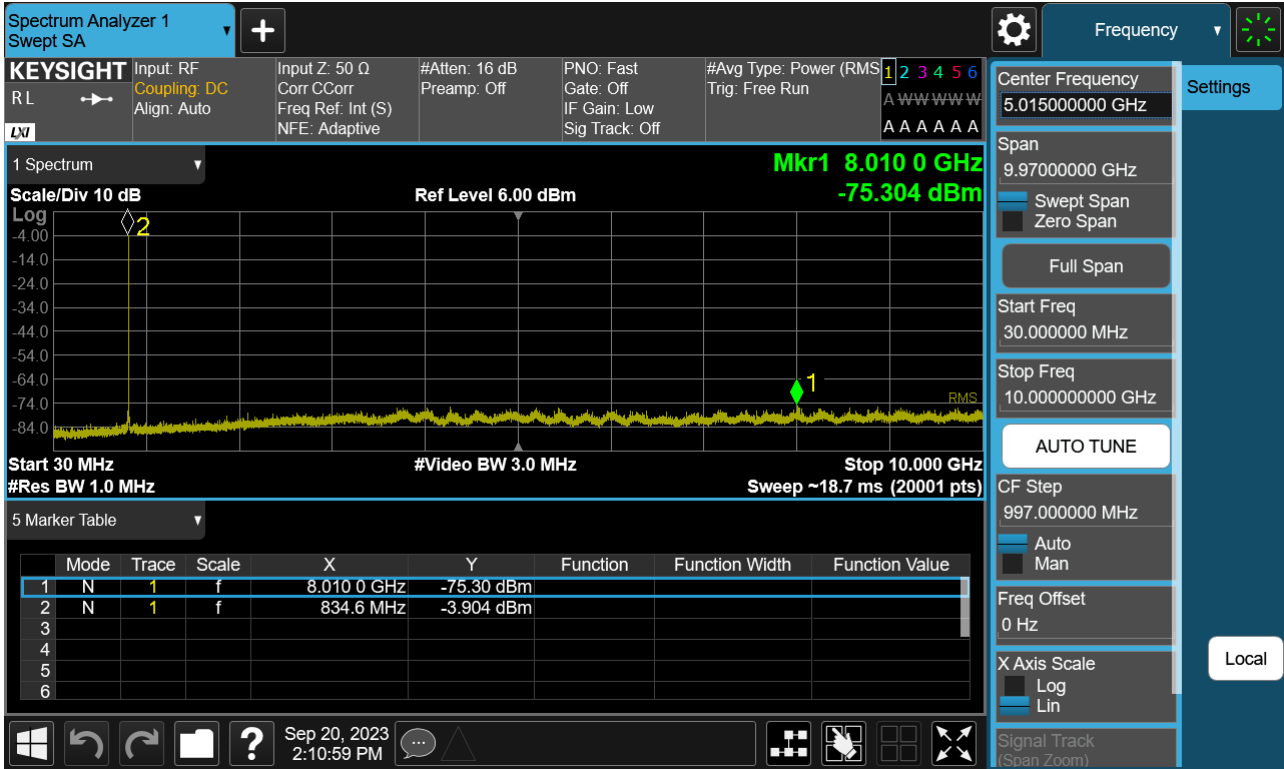 Spectrum Analyzer 1
Swept SA
Frequency
KEYSIGHT
R L
LXI
Input: RF
Coupling: DC
Align: Auto
Input Z: 50 Ω
Corr CCorr
Freq Ref: Int (S)
NFE: Adaptive
#Atten: 16 dB
Preamp: Off
PNO: Fast
Gate: Off
IF Gain: Low
Sig Track: Off
#Avg Type: Power (RMS
Trig: Free Run
1 2 3 4 5 6
A W W W W W
A A A A A A
1 Spectrum
Mkr1 8.010 0 GHz
-75.304 dBm
Scale/Div 10 dB
Ref Level 6.00 dBm
Log
-4.00
-14.0
-24.0
-34.0
-44.0
-54.0
-64.0
-74.0
-84.0
2
1
RMS
Start 30 MHz
#Video BW 3.0 MHz
Stop 10.000 GHz
#Res BW 1.0 MHz
Sweep ~18.7 ms (20001 pts)
5 Marker Table
Mode Trace Scale X Y Function Function Width Function Value
1 N 1 f 8.010 0 GHz -75.30 dBm
2 N 1 f 834.6 MHz -3.904 dBm
3
4
5
6
?
Sep 20, 2023
2:10:59 PM
Center Frequency
5.015000000 GHz
Settings
Span
9.97000000 GHz
Swept Span
Zero Span
Full Span
Start Freq
30.000000 MHz
Stop Freq
10.000000000 GHz
AUTO TUNE
CF Step
997.000000 MHz
Auto
Man
Freq Offset
0 Hz
X Axis Scale
Log
Lin
Local
Signal Track
(Span Zoom)